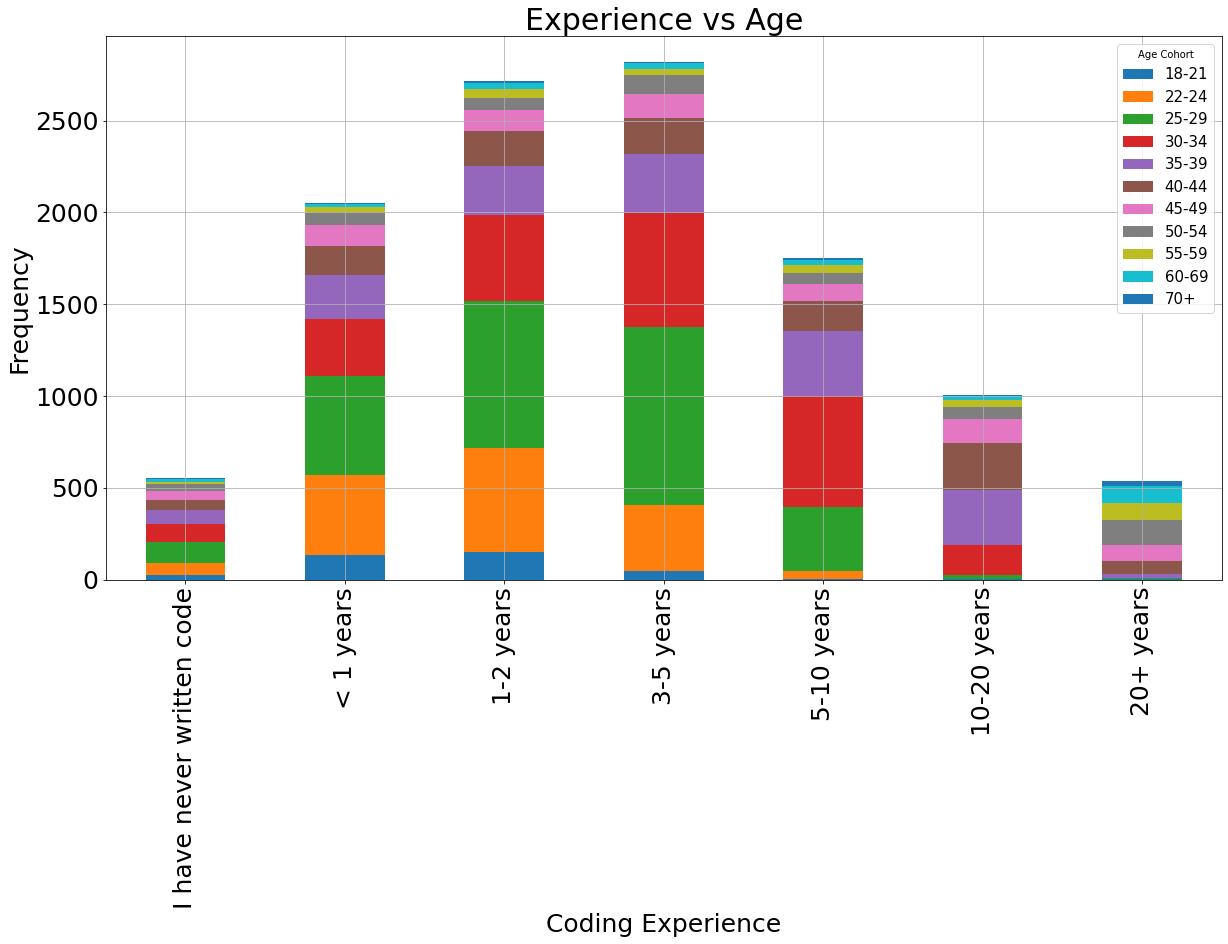 Experience vs Age
Frequency
2500
2000
1500
1000
500
0
Age Cohort
18-21
22-24
25-29
30-34
35-39
40-44
45-49
50-54
55-59
60-69
70+
I have never written code
< 1 years
1-2 years
3-5 years
5-10 years
10-20 years
20+ years
Coding Experience